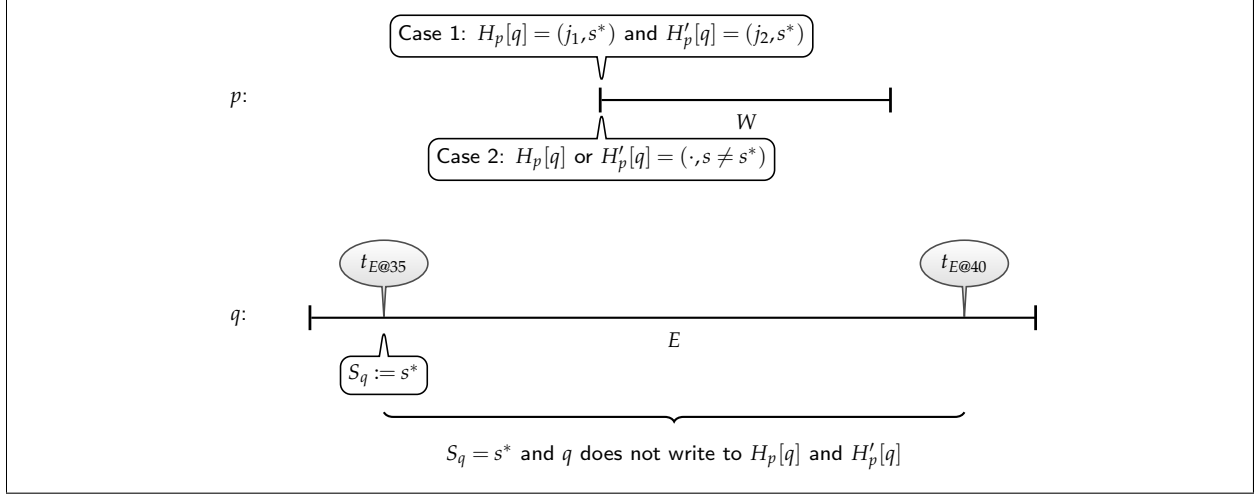 Case 1: H_p[q] = (j_1, s*) and H′_p[q] = (j_2, s*)
p:
W
Case 2: H_p[q] or H′_p[q] = (·, s ≠ s*)
t_{E@35}
t_{E@40}
q:
E
S_q := s*
S_q = s* and q does not write to H_p[q] and H′_p[q]